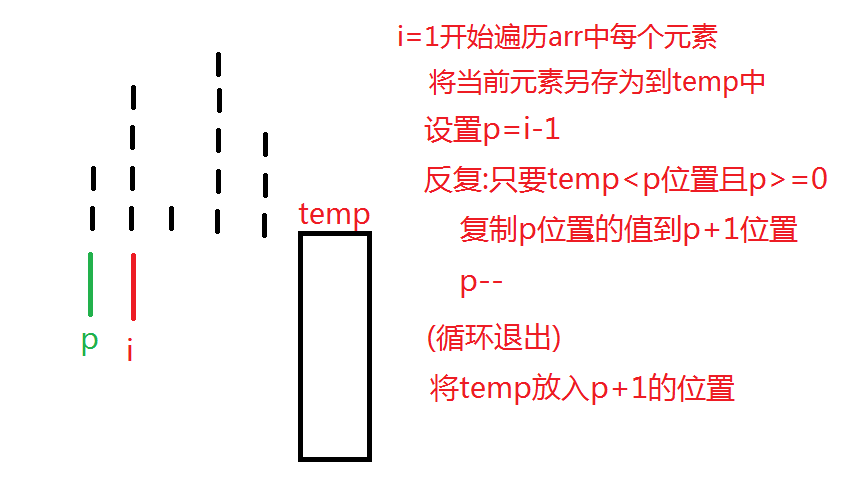 i=1开始遍历arr中每个元素
将当前元素另存为到temp中
设置p=i-1
反复:只要temp<p位置且p>=0
复制p位置的值到p+1位置
p--
(循环退出)
将temp放入p+1的位置
temp
p
i